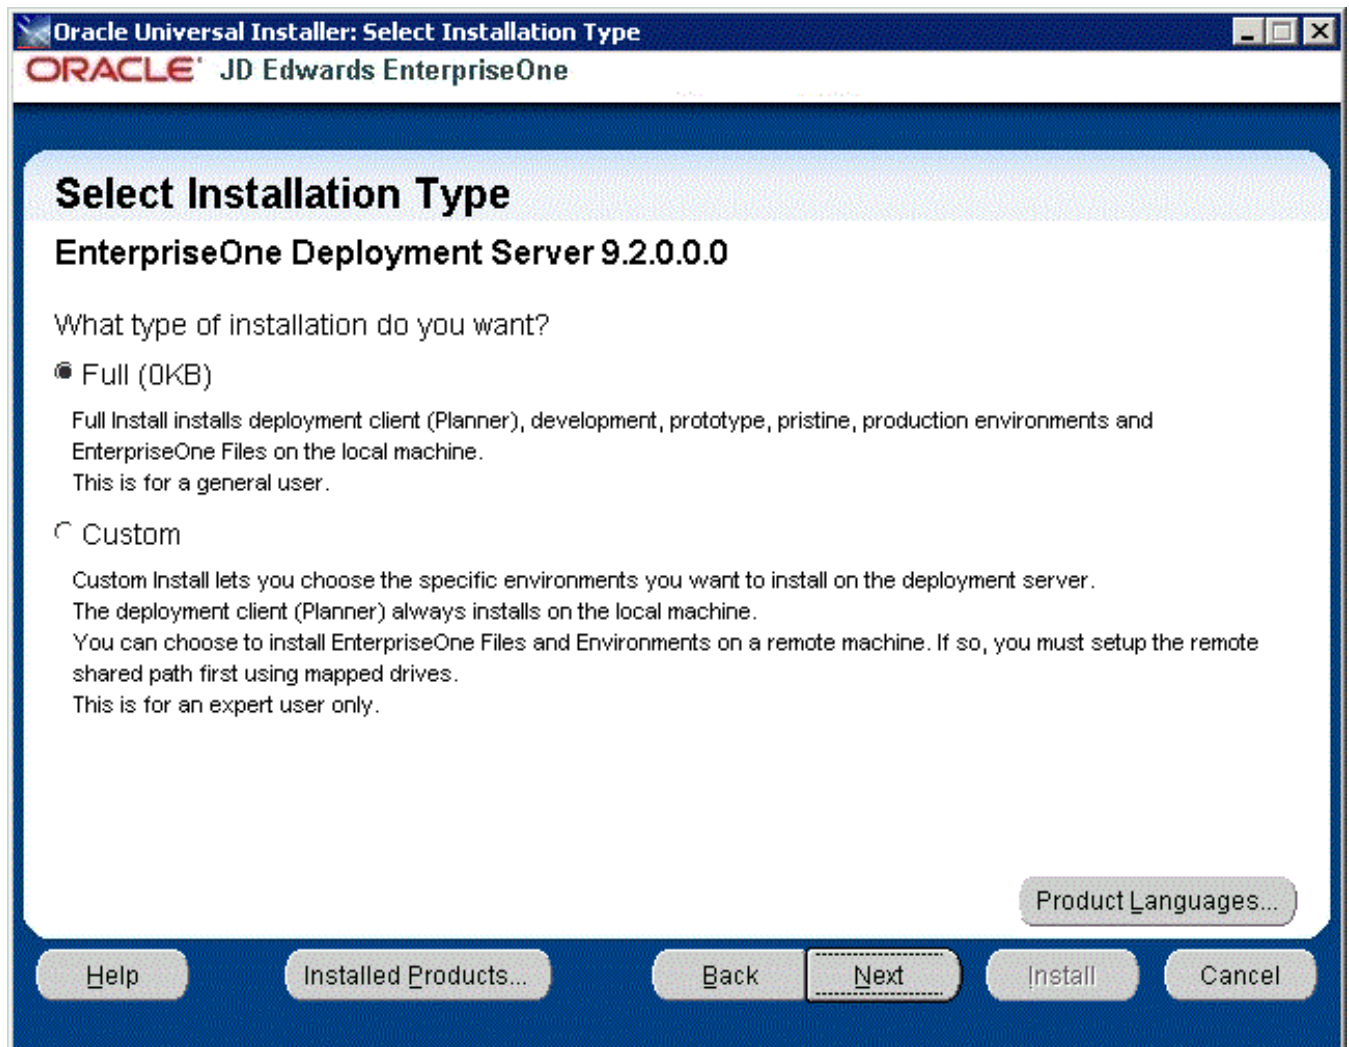 Oracle Universal Installer: Select Installation Type
ORACLE JD Edwards EnterpriseOne
Select Installation Type
EnterpriseOne Deployment Server 9.2.0.0.0
What type of installation do you want?
Full (0KB)
Full Install installs deployment client (Planner), development, prototype, pristine, production environments and
EnterpriseOne Files on the local machine.
This is for a general user.
Custom
Custom Install lets you choose the specific environments you want to install on the deployment server.
The deployment client (Planner) always installs on the local machine.
You can choose to install EnterpriseOne Files and Environments on a remote machine. If so, you must setup the remote
shared path first using mapped drives.
This is for an expert user only.
Product Languages...
Help Installed Products... Back Next Install Cancel